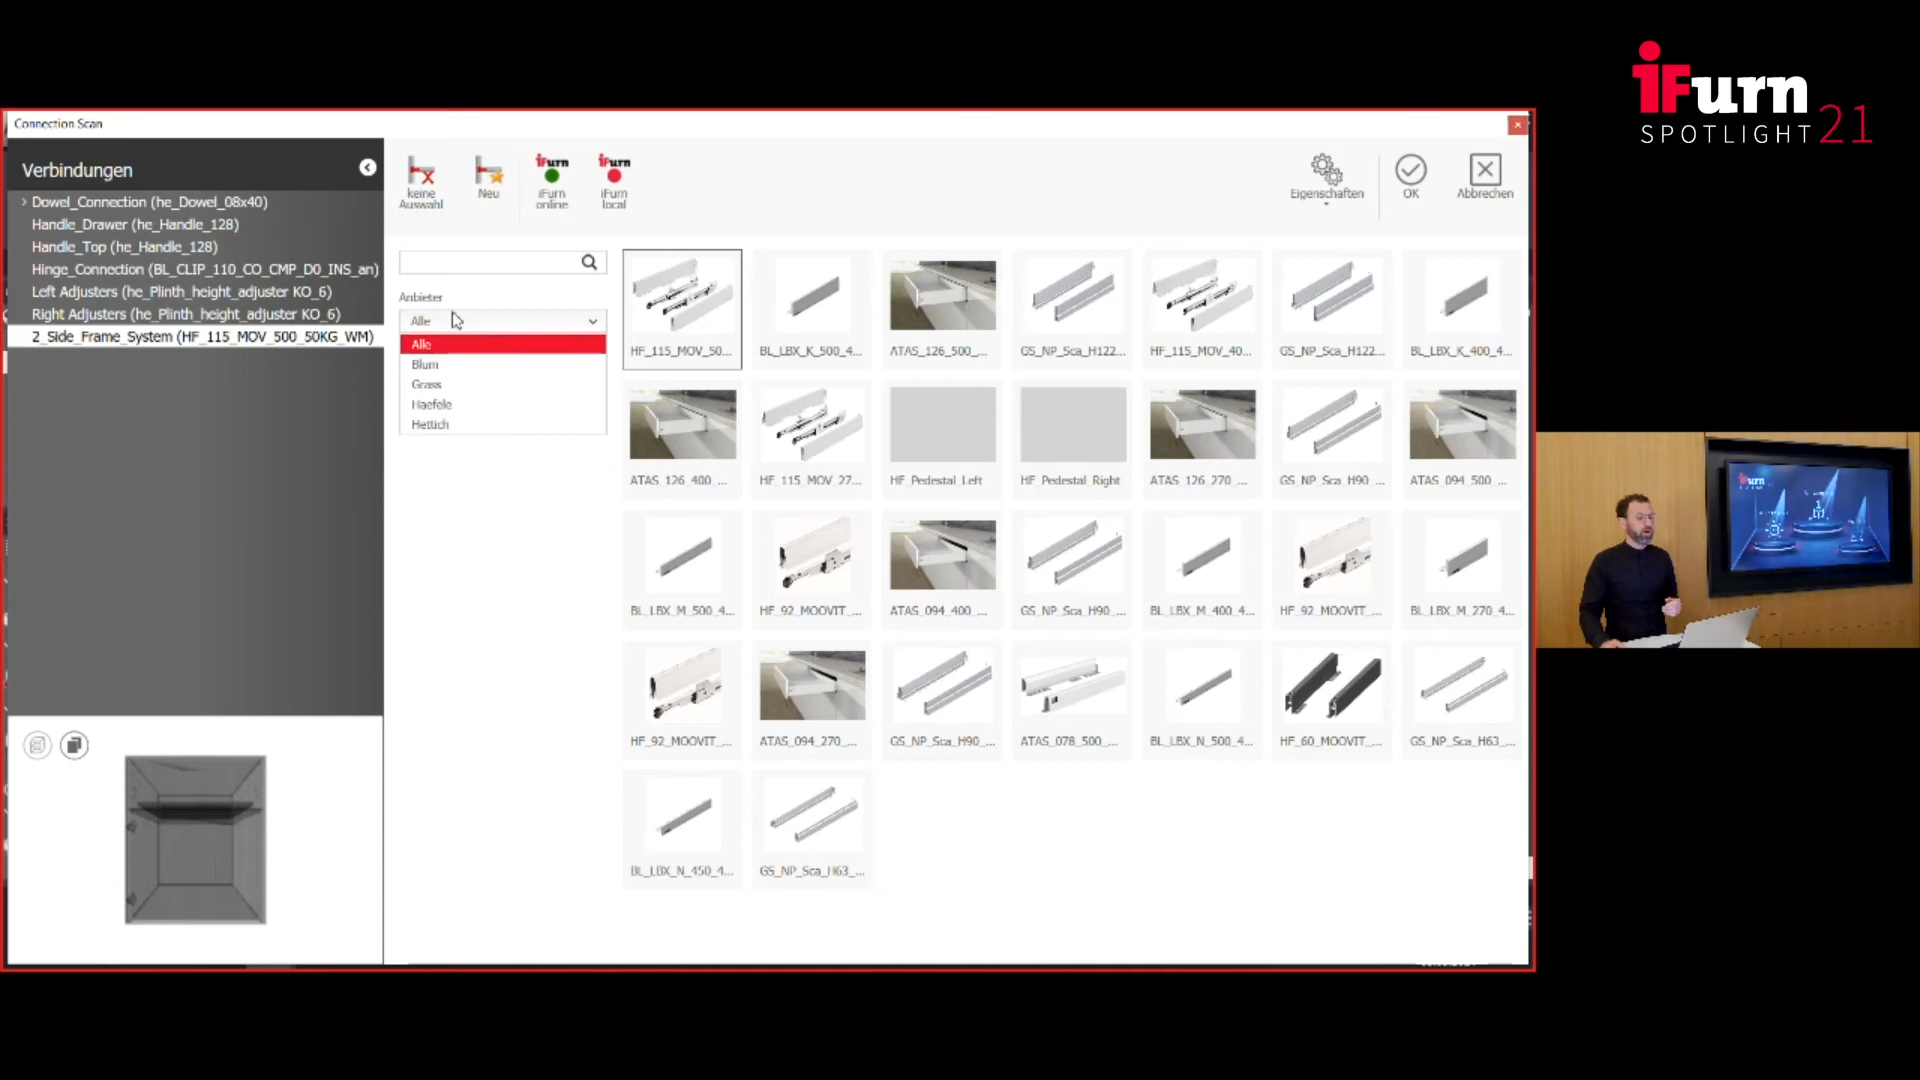 iFurn
SPOTLIGHT 21
Connection Scan
Verbindungen
Dowel_Connection (he_Dowel_08x40)
Handle_Drawer (he_Handle_128)
Handle_Top (he_Handle_128)
Hinge_Connection (BL_CLIP_110_CO_CMP_D0_INS_an)
Left Adjusters (he_Plinth_height_adjuster KO_6)
Right Adjusters (he_Plinth_height_adjuster KO_6)
2_Side_Frame_System (HF_115_MOV_500_50KG_WM)
keine
Auswahl
Neu
iFurn
iFurn
online
iFurn
iFurn
local
Eigenschaften
OK
Abbrechen
Anbieter
Alle
Alle
Blum
Grass
Haefele
Hettich
HF_115_MOV_50...
BL_LBX_K_500_4...
ATAS_126_500_...
GS_NP_Sca_H122...
HF_115_MOV_40...
GS_NP_Sca_H122...
BL_LBX_K_400_4...
ATAS_126_400_...
HF_115_MOV_27...
HF_Pedestal_Left
HF_Pedestal_Right
ATAS_126_270_...
GS_NP_Sca_H90_...
ATAS_094_500_...
BL_LBX_M_500_4...
HF_92_MOOVIT_...
ATAS_094_400_...
GS_NP_Sca_H90_...
BL_LBX_M_400_4...
HF_92_MOOVIT_...
BL_LBX_M_270_4...
HF_92_MOOVIT_...
ATAS_094_270_...
GS_NP_Sca_H90_...
ATAS_078_500_...
BL_LBX_N_500_4...
HF_60_MOOVIT_...
GS_NP_Sca_H63_...
BL_LBX_N_450_4...
GS_NP_Sca_H63_...
iFurn